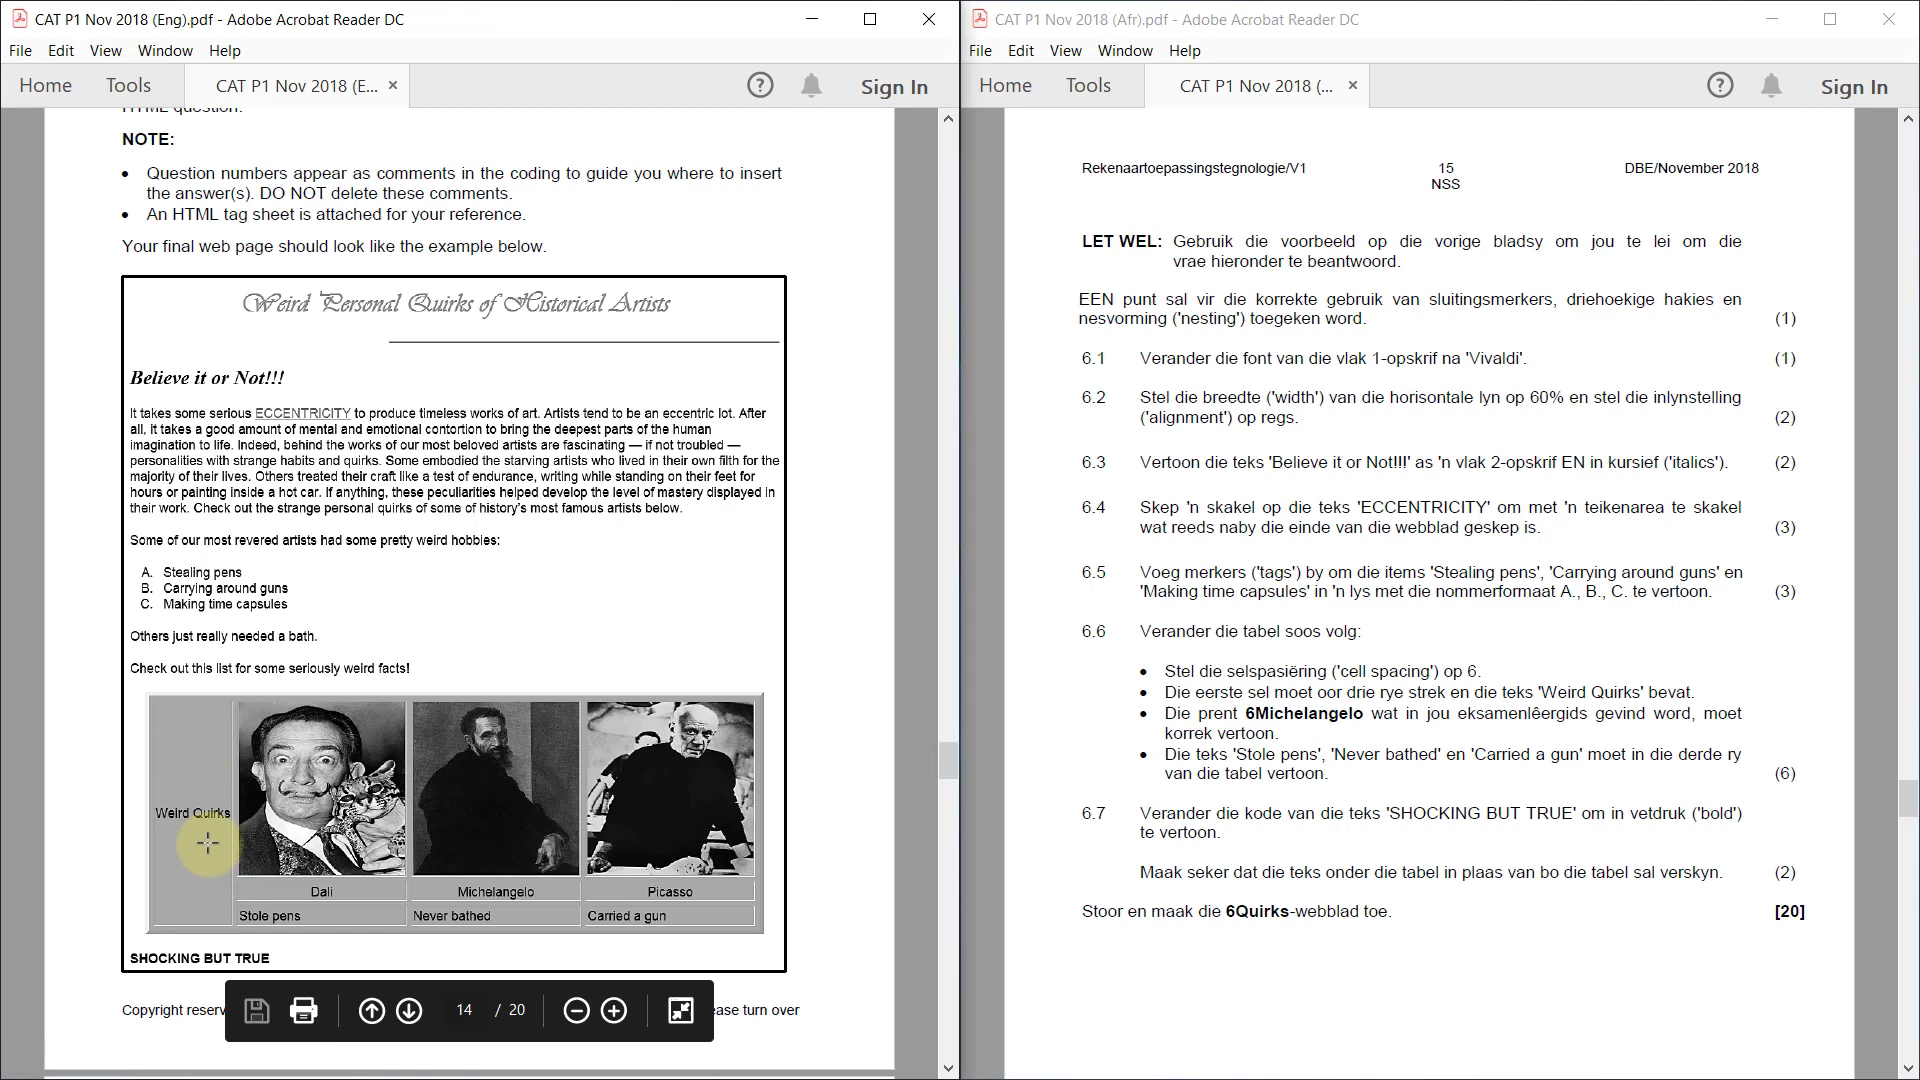 CAT P1 Nov 2018 (Eng).pdf - Adobe Acrobat Reader DC
File Edit View Window Help
Home Tools CAT P1 Nov 2018 (E... × Sign In
HTML question.
NOTE:
• Question numbers appear as comments in the coding to guide you where to insert
the answer(s). DO NOT delete these comments.
• An HTML tag sheet is attached for your reference.
Your final web page should look like the example below.
Weird Personal Quirks of Historical Artists
Believe it or Not!!!
It takes some serious ECCENTRICITY to produce timeless works of art. Artists tend to be an eccentric lot. After
all, it takes a good amount of mental and emotional contortion to bring the deepest parts of the human
imagination to life. Indeed, behind the works of our most beloved artists are fascinating — if not troubled —
personalities with strange habits and quirks. Some embodied the starving artists who lived in their own filth for the
majority of their lives. Others treated their craft like a test of endurance, writing while standing on their feet for
hours or painting inside a hot car. If anything, these peculiarities helped develop the level of mastery displayed in
their work. Check out the strange personal quirks of some of history's most famous artists below.
Some of our most revered artists had some pretty weird hobbies:
A. Stealing pens
B. Carrying around guns
C. Making time capsules
Others just really needed a bath.
Check out this list for some seriously weird facts!
Weird Quirks
Dali Michelangelo Picasso
Stole pens Never bathed Carried a gun
SHOCKING BUT TRUE
Copyright reserv ease turn over
14 / 20
CAT P1 Nov 2018 (Afr).pdf - Adobe Acrobat Reader DC
File Edit View Window Help
Home Tools CAT P1 Nov 2018 (... × Sign In
Rekenaartoepassingstegnologie/V1 15 DBE/November 2018
NSS
LET WEL: Gebruik die voorbeeld op die vorige bladsy om jou te lei om die
vrae hieronder te beantwoord.
EEN punt sal vir die korrekte gebruik van sluitingsmerkers, driehoekige hakies en
nesvorming ('nesting') toegeken word. (1)
6.1 Verander die font van die vlak 1-opskrif na 'Vivaldi'. (1)
6.2 Stel die breedte ('width') van die horisontale lyn op 60% en stel die inlynstelling
('alignment') op regs. (2)
6.3 Vertoon die teks 'Believe it or Not!!!' as 'n vlak 2-opskrif EN in kursief ('italics'). (2)
6.4 Skep 'n skakel op die teks 'ECCENTRICITY' om met 'n teikenarea te skakel
wat reeds naby die einde van die webblad geskep is. (3)
6.5 Voeg merkers ('tags') by om die items 'Stealing pens', 'Carrying around guns' en
'Making time capsules' in 'n lys met die nommerformaat A., B., C. te vertoon. (3)
6.6 Verander die tabel soos volg:
• Stel die selspasiëring ('cell spacing') op 6.
• Die eerste sel moet oor drie rye strek en die teks 'Weird Quirks' bevat.
• Die prent 6Michelangelo wat in jou eksamenlêergids gevind word, moet
korrek vertoon.
• Die teks 'Stole pens', 'Never bathed' en 'Carried a gun' moet in die derde ry
van die tabel vertoon. (6)
6.7 Verander die kode van die teks 'SHOCKING BUT TRUE' om in vetdruk ('bold')
te vertoon.
Maak seker dat die teks onder die tabel in plaas van bo die tabel sal verskyn. (2)
Stoor en maak die 6Quirks-webblad toe. [20]